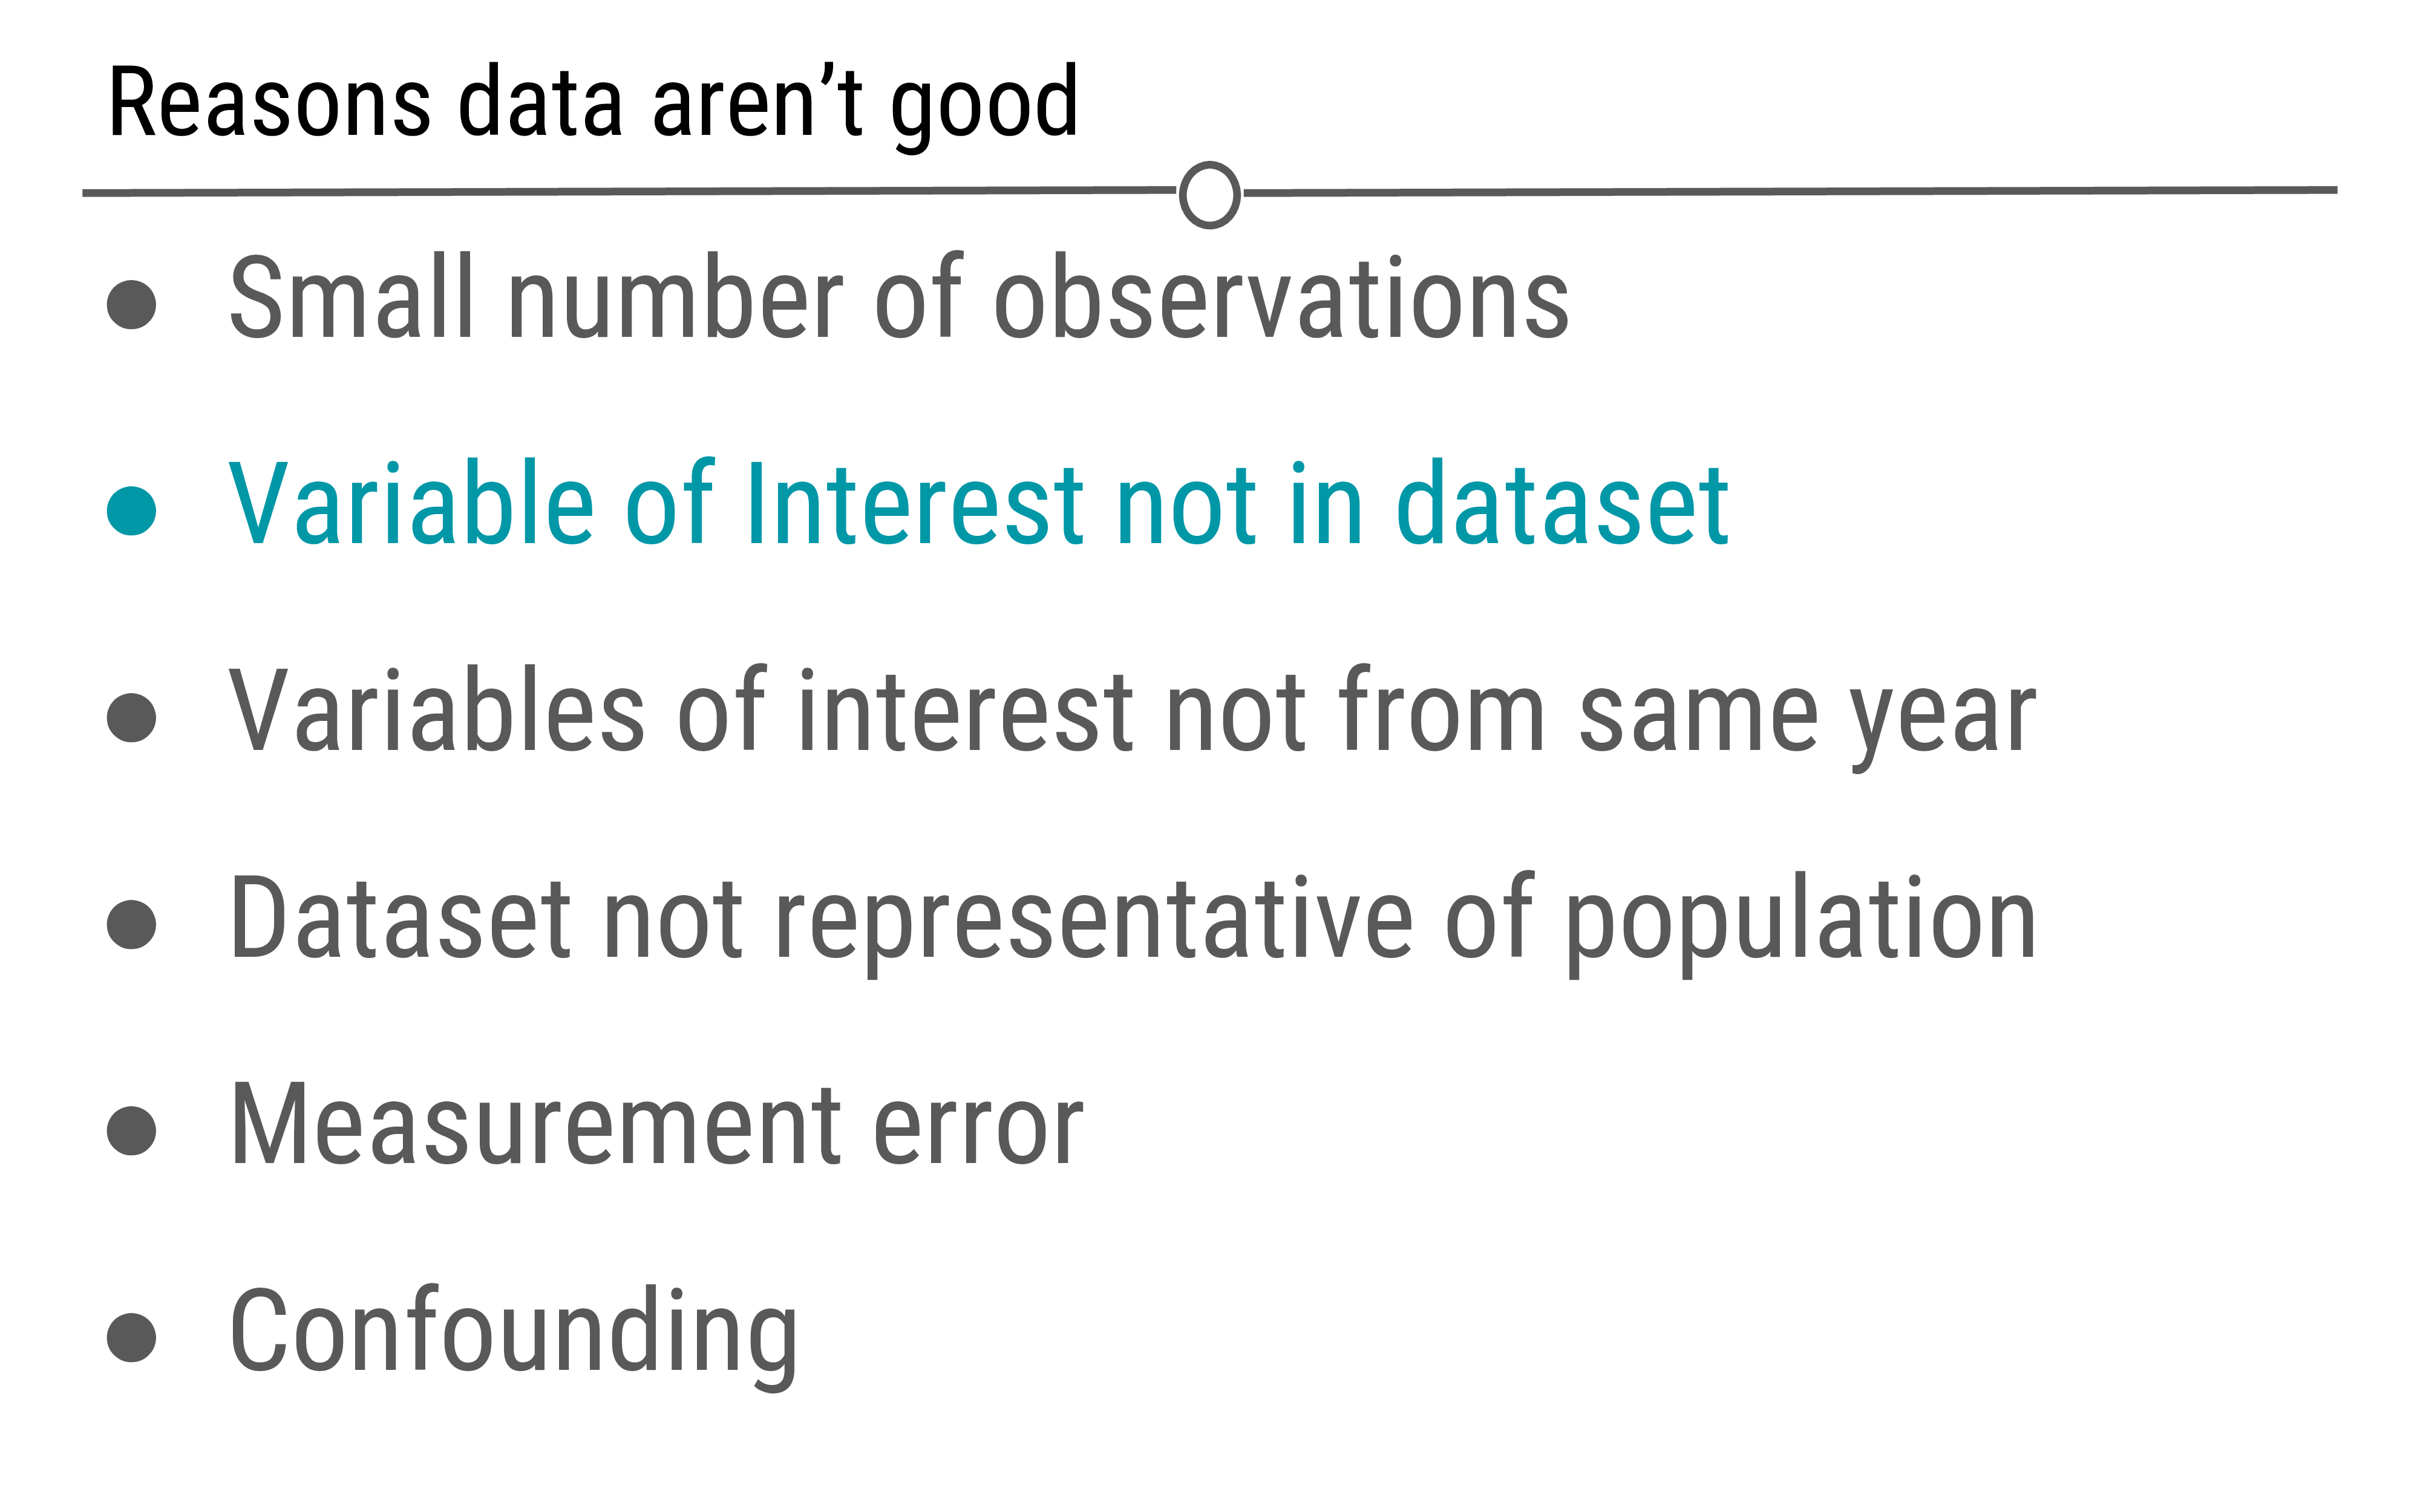 Reasons data aren’t good
● Small number of observations
● Variable of Interest not in dataset
● Variables of interest not from same year
● Dataset not representative of population
● Measurement error
● Confounding